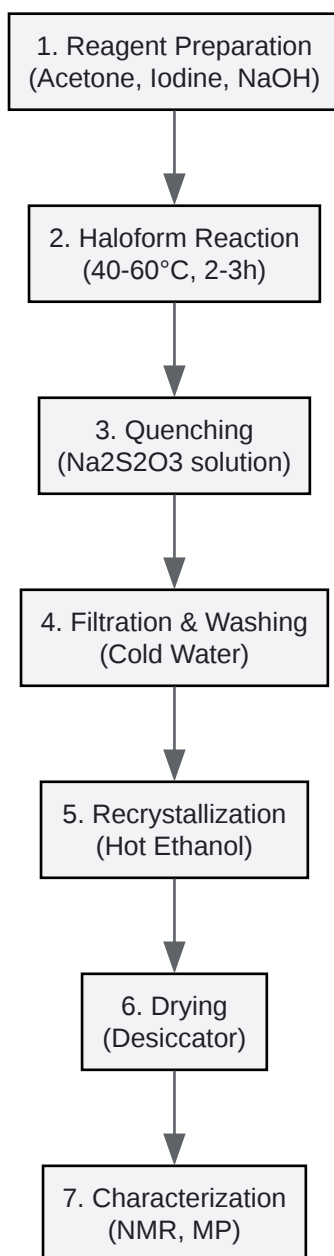 1. Reagent Preparation
(Acetone, Iodine, NaOH)
2. Haloform Reaction
(40-60°C, 2-3h)
3. Quenching
(Na2S2O3 solution)
4. Filtration & Washing
(Cold Water)
5. Recrystallization
(Hot Ethanol)
6. Drying
(Desiccator)
7. Characterization
(NMR, MP)